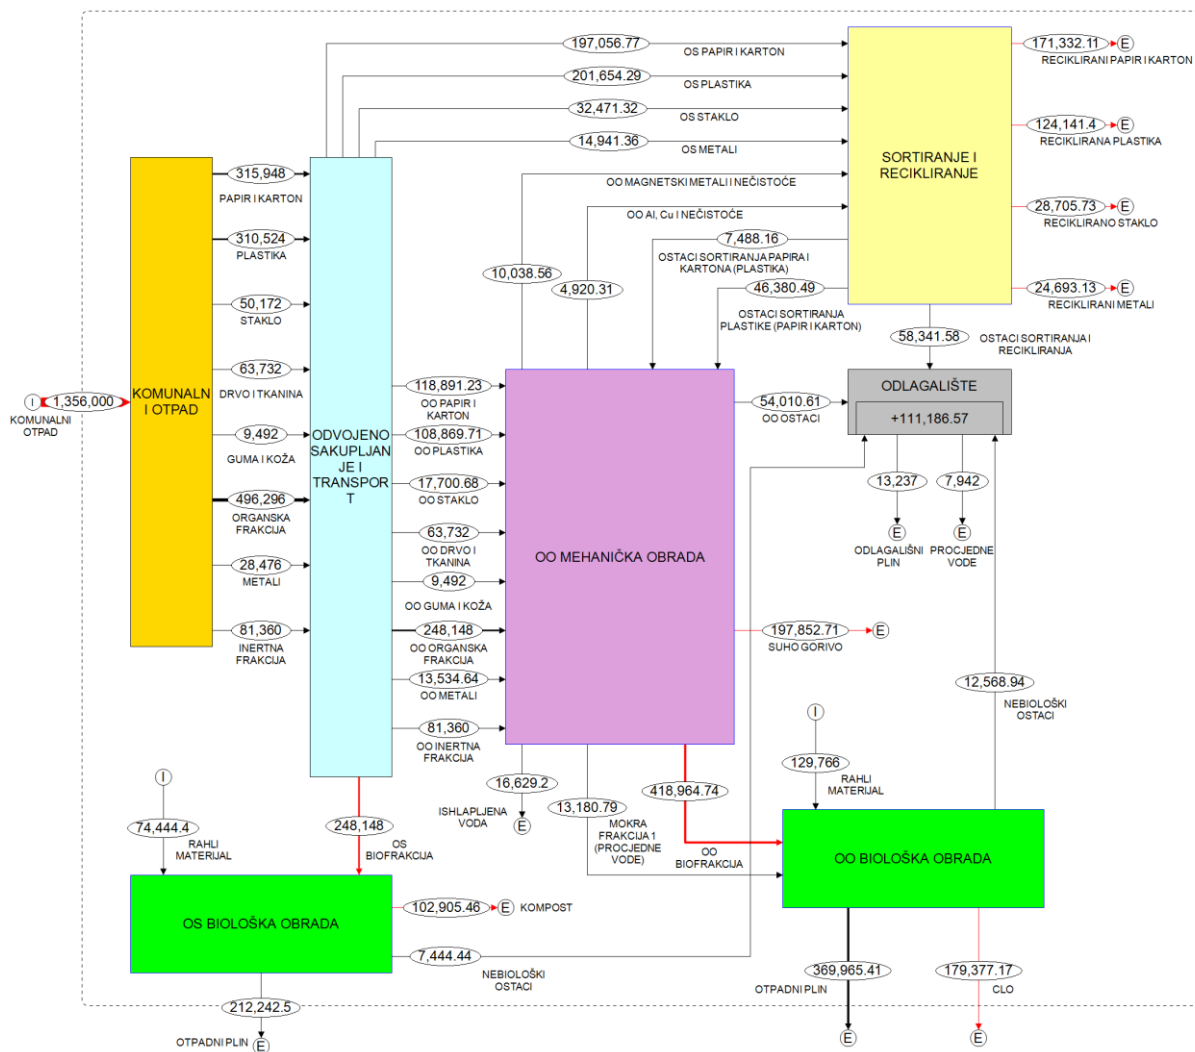 197,056.77
OS PAPIR I KARTON
201,654.29
OS PLASTIKA
32,471.32
OS STAKLO
14,941.36
OS METALI
OO MAGNETSKI METALI I NEČISTOĆE
OO Al, Cu I NEČISTOĆE
10,038.56
4,920.31
7,488.16
OSTACI SORTIRANJA PAPIRA I
KARTONA (PLASTIKA)
46,380.49
OSTACI SORTIRANJA
PLASTIKE (PAPIR I KARTON)
SORTIRANJE I
RECIKLIRANJE
171,332.11
E
RECIKLIRANI PAPIR I KARTON
124,141.4
E
RECIKLIRANA PLASTIKA
28,705.73
E
RECIKLIRANO STAKLO
24,693.13
E
RECIKLIRANI METALI
58,341.58
OSTACI SORTIRANJA I
RECIKLIRANJA
I
1,356,000
KOMUNALNI
OTPAD
KOMUNALN
I OTPAD
315,948
PAPIR I KARTON
310,524
PLASTIKA
50,172
STAKLO
63,732
DRVO I TKANINA
9,492
GUMA I KOŽA
496,296
ORGANSKA
FRAKCIJA
28,476
METALI
81,360
INERTNA
FRAKCIJA
ODVOJENO
SAKUPLJAN
JE I
TRANSPOR
T
118,891.23
OO PAPIR I
KARTON
108,869.71
OO PLASTIKA
17,700.68
OO STAKLO
63,732
OO DRVO I
TKANINA
9,492
OO GUMA I KOŽA
248,148
OO ORGANSKA
FRAKCIJA
13,534.64
OO METALI
81,360
OO INERTNA
FRAKCIJA
OO MEHANIČKA OBRADA
54,010.61
OO OSTACI
ODLAGALIŠTE
+111,186.57
13,237
E
ODLAGALIŠNI
PLIN
7,942
E
PROCJEDNE
VODE
197,852.71
E
SUHO GORIVO
12,568.94
NEBIOLOŠKI
OSTACI
16,629.2
ISHLAPLJENA
VODA
E
13,180.79
MOKRA
FRAKCIJA 1
(PROCJEDNE
VODE)
418,964.74
OO
BIOFRAKCIJA
I
129,766
RAHLI
MATERIJAL
OO BIOLOŠKA OBRADA
I
74,444.4
RAHLI
MATERIJAL
248,148
OS
BIOFRAKCIJA
OS BIOLOŠKA OBRADA
102,905.46
E
KOMPOST
7,444.44
NEBIOLOŠKI
OSTACI
212,242.5
OTPADNI PLIN
E
369,965.41
OTPADNI PLIN
E
179,377.17
CLO
E